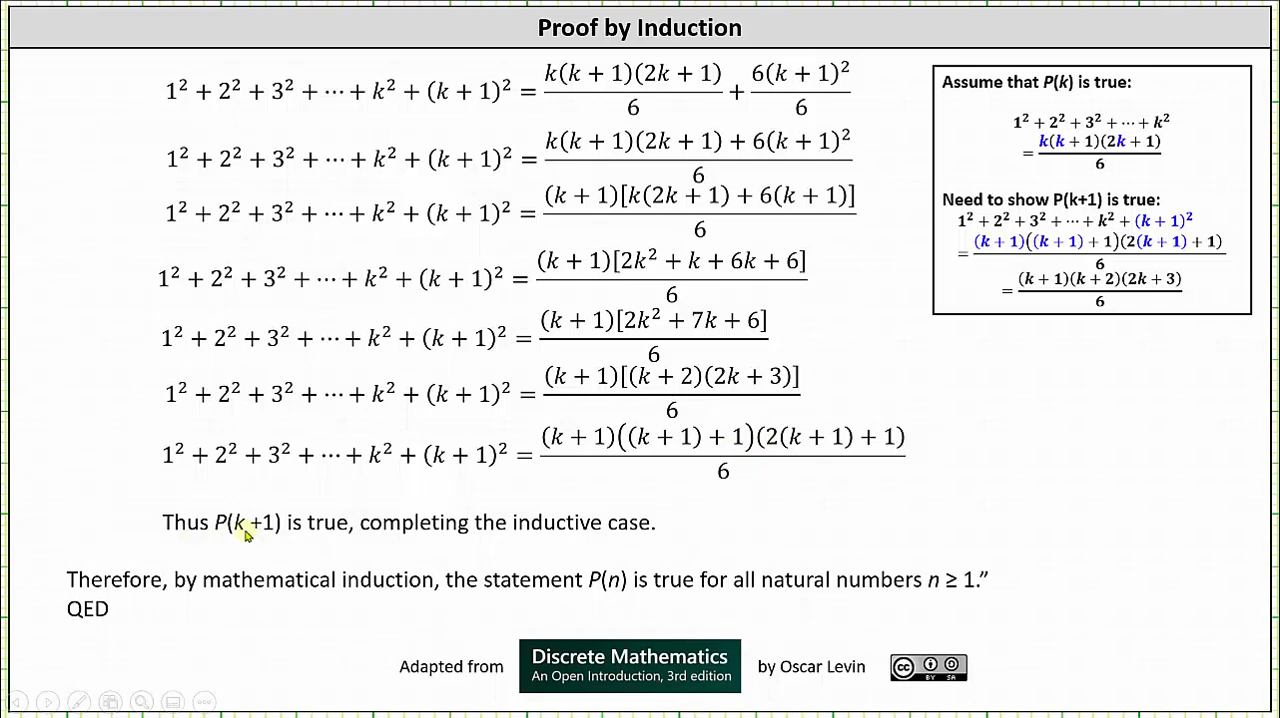 Proof by Induction
1² + 2² + 3² + ⋯ + k² + (k + 1)² = k(k + 1)(2k + 1)/6 + 6(k + 1)²/6
1² + 2² + 3² + ⋯ + k² + (k + 1)² = k(k + 1)(2k + 1) + 6(k + 1)²/6
1² + 2² + 3² + ⋯ + k² + (k + 1)² = (k + 1)[k(2k + 1) + 6(k + 1)]/6
1² + 2² + 3² + ⋯ + k² + (k + 1)² = (k + 1)[2k² + k + 6k + 6]/6
1² + 2² + 3² + ⋯ + k² + (k + 1)² = (k + 1)[2k² + 7k + 6]/6
1² + 2² + 3² + ⋯ + k² + (k + 1)² = (k + 1)[(k + 2)(2k + 3)]/6
1² + 2² + 3² + ⋯ + k² + (k + 1)² = (k + 1)((k + 1) + 1)(2(k + 1) + 1)/6
Thus P(k +1) is true, completing the inductive case.
Therefore, by mathematical induction, the statement P(n) is true for all natural numbers n ≥ 1.”
QED
Assume that P(k) is true:
1² + 2² + 3² + ⋯ + k²
= k(k + 1)(2k + 1)/6
Need to show P(k+1) is true:
1² + 2² + 3² + ⋯ + k² + (k + 1)²
= (k + 1)((k + 1) + 1)(2(k + 1) + 1)/6
= (k + 1)(k + 2)(2k + 3)/6
Adapted from
Discrete Mathematics
An Open Introduction, 3rd edition
by Oscar Levin
cc
BY SA